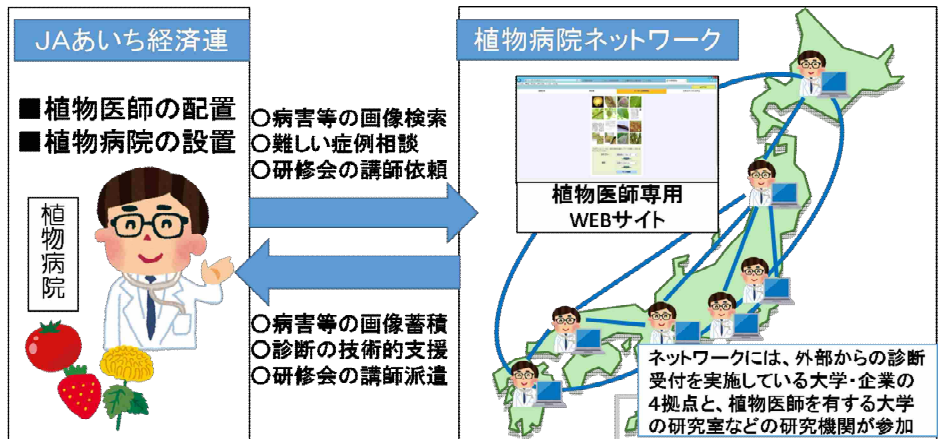 JAあいち経済連
■植物医師の配置
■植物病院の設置
植物病院
○病害等の画像検索
○難しい症例相談
○研修会の講師依頼
○病害等の画像蓄積
○診断の技術的支援
○研修会の講師派遣
植物病院ネットワーク
植物医師専用
WEBサイト
ネットワークには、外部からの診断
受付を実施している大学・企業の
4拠点と、植物医師を有する大学
の研究室などの研究機関が参加